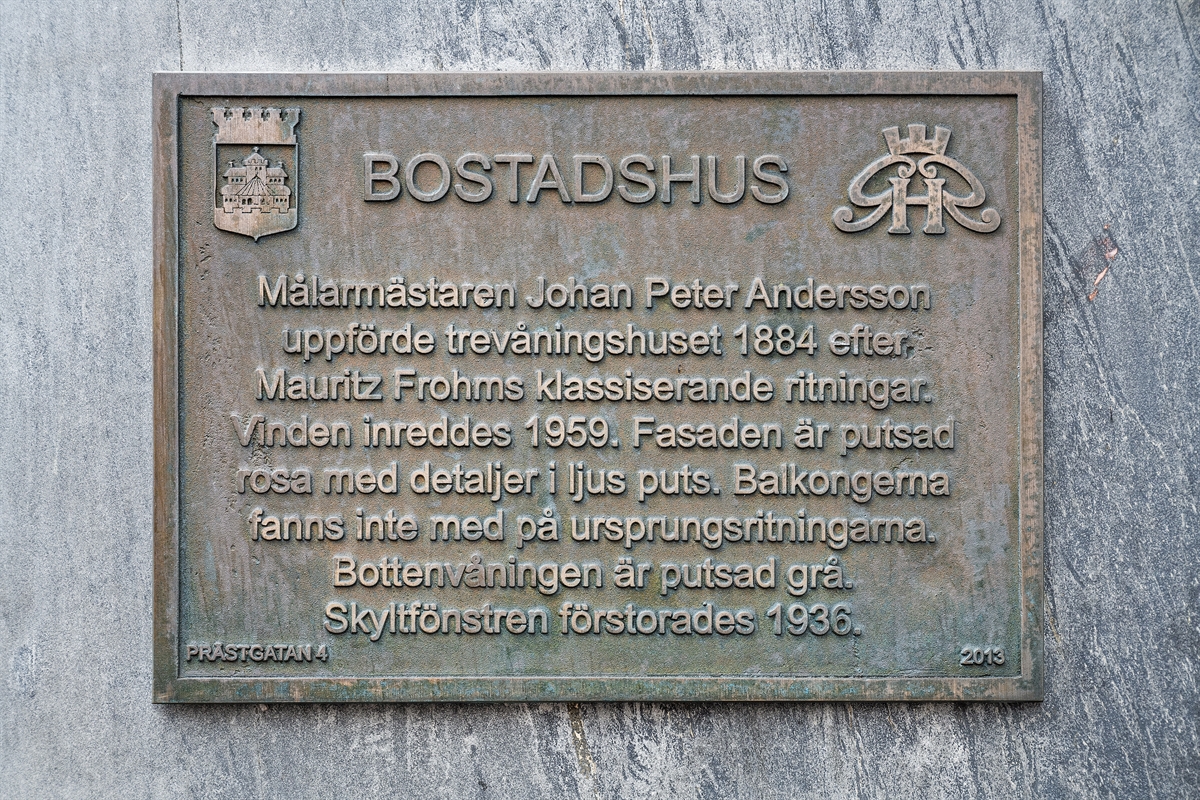 BOSTADSHUS
Målarmästaren Johan Peter Andersson
uppförde trevåningshuset 1884 efter
Mauritz Frohms klassiserande ritningar.
Vinden inreddes 1959. Fasaden är putsad
rosa med detaljer i ljus puts. Balkongerna
fanns inte med på ursprungsritningarna.
Bottenvåningen är putsad grå.
Skyltfönstren förstorades 1936.
PRÄSTGATAN 4
2013